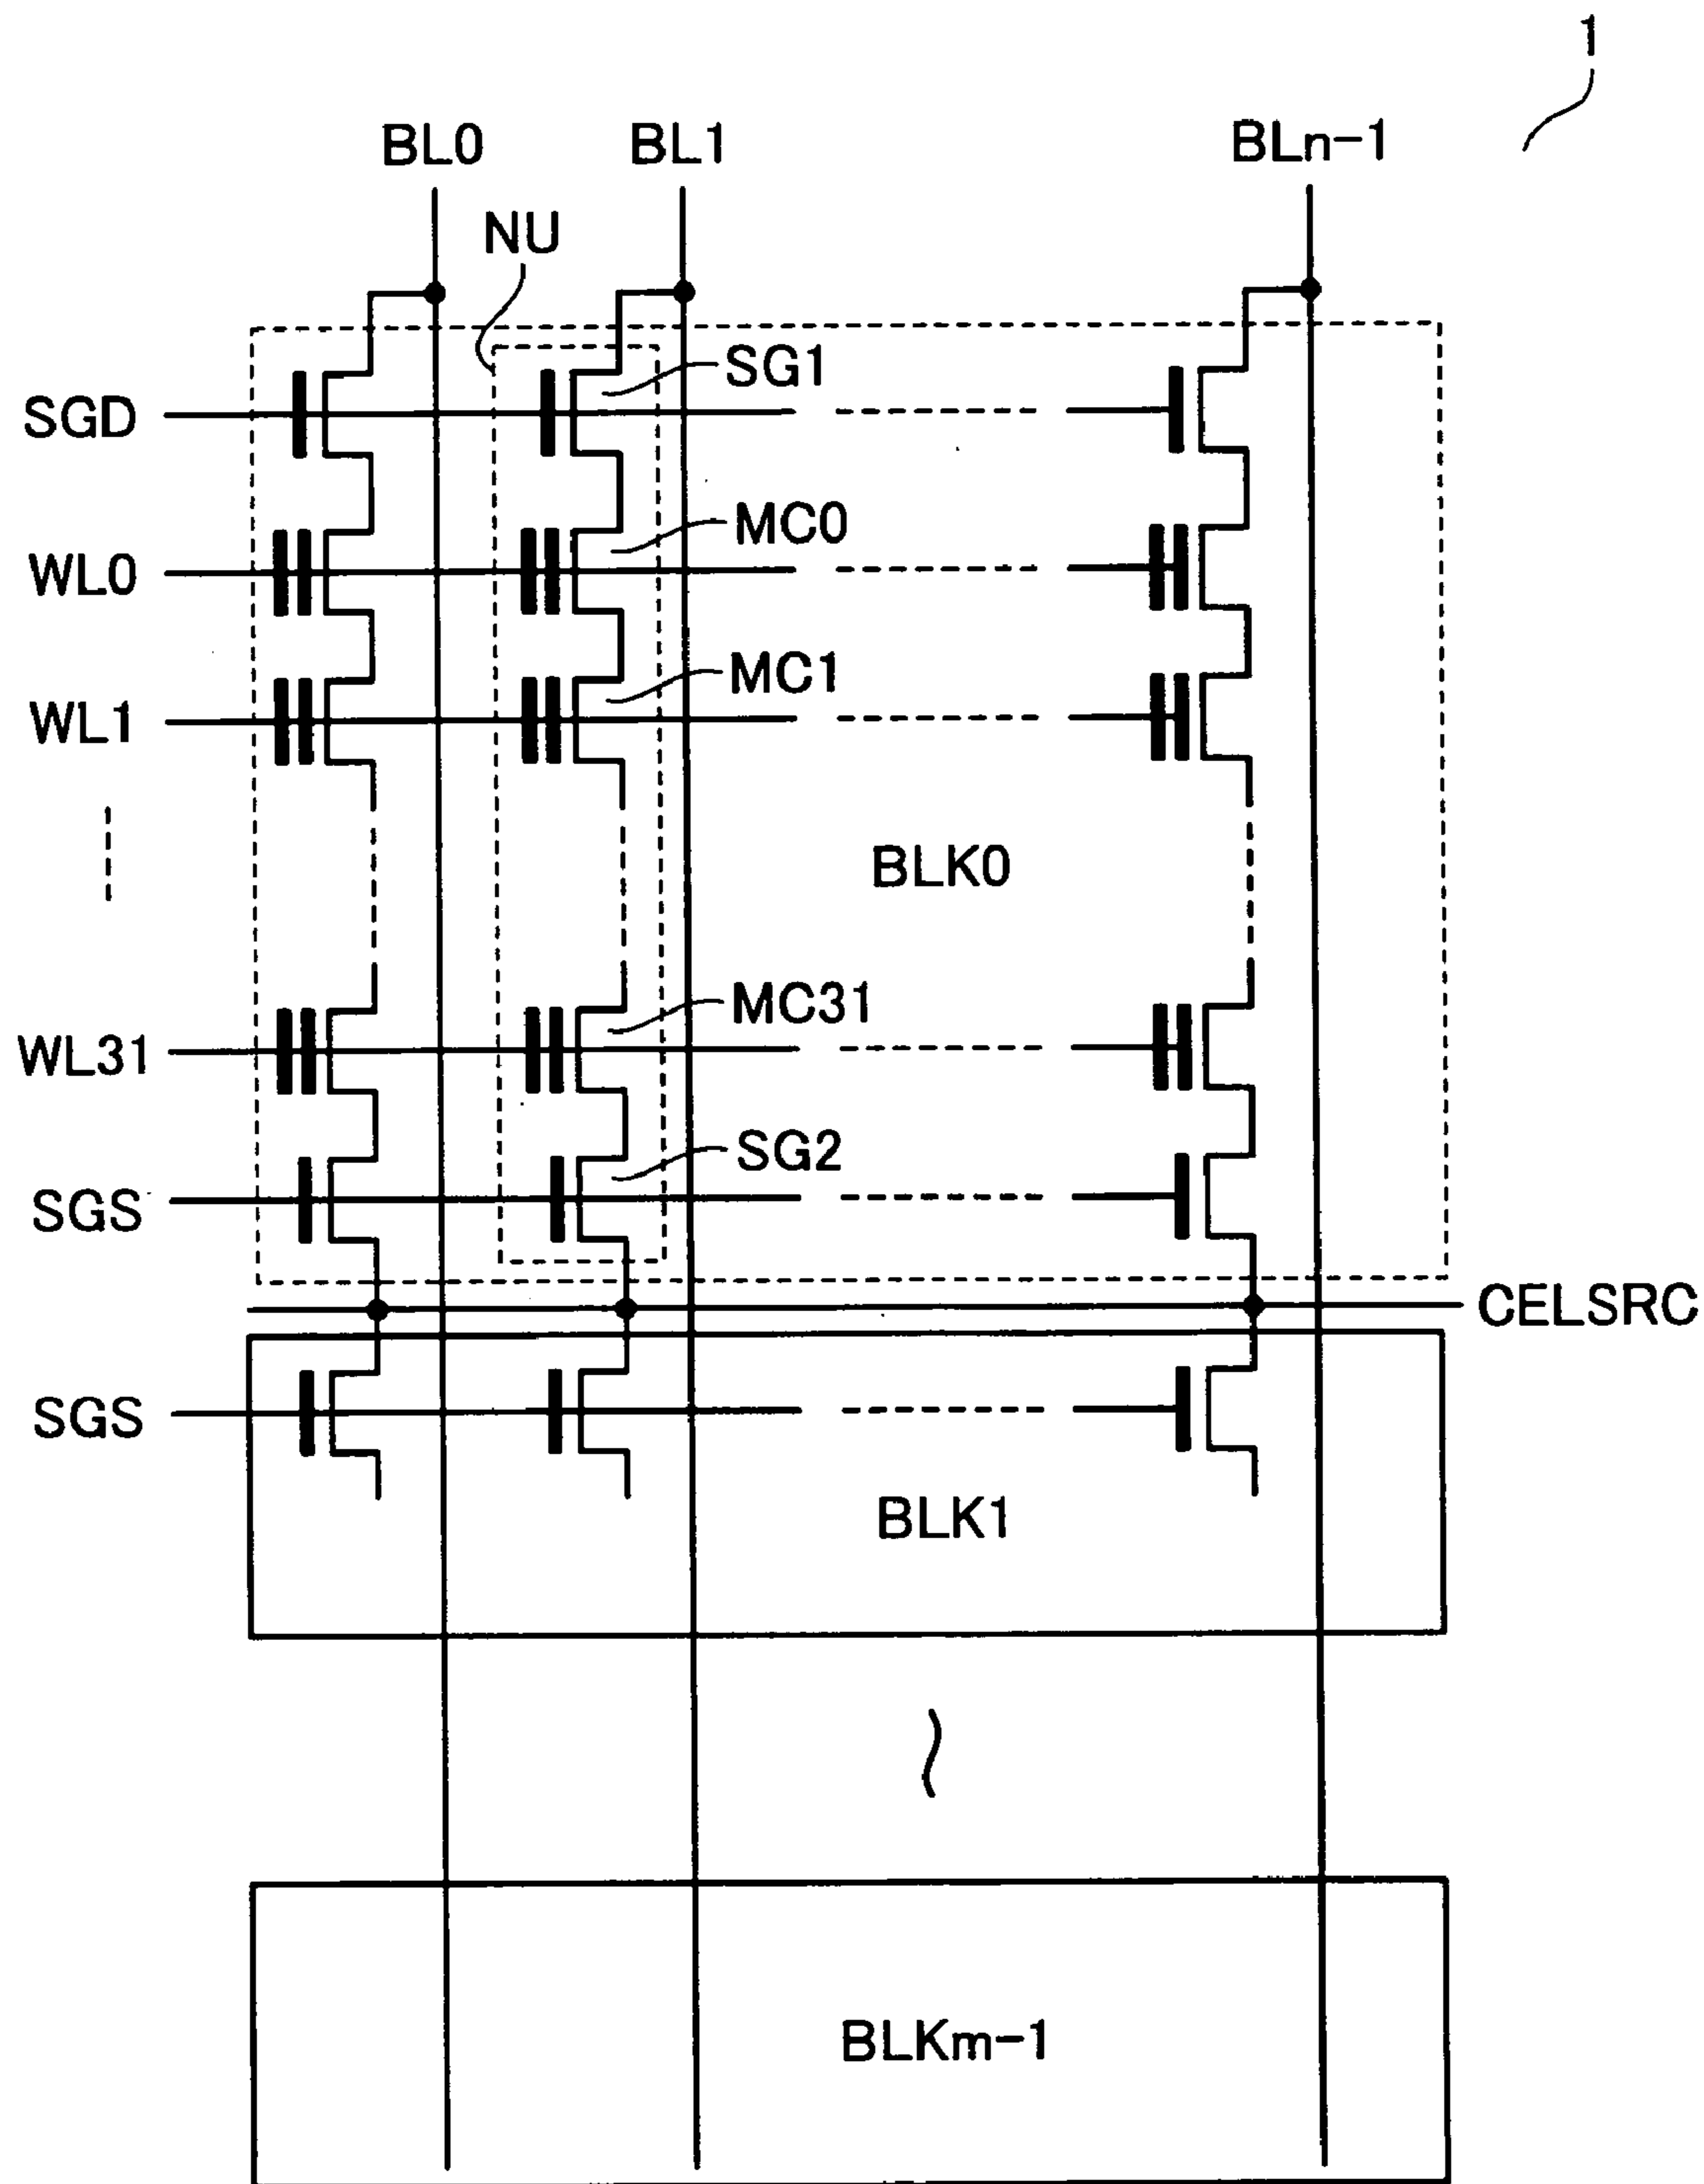 1
BL0 BL1 BLn-1
NU
SG1
SGD
MC0
WL0
MC1
WL1
BLK0
MC31
WL31
SG2
SGS
CELSRC
SGS
BLK1
BLKm-1